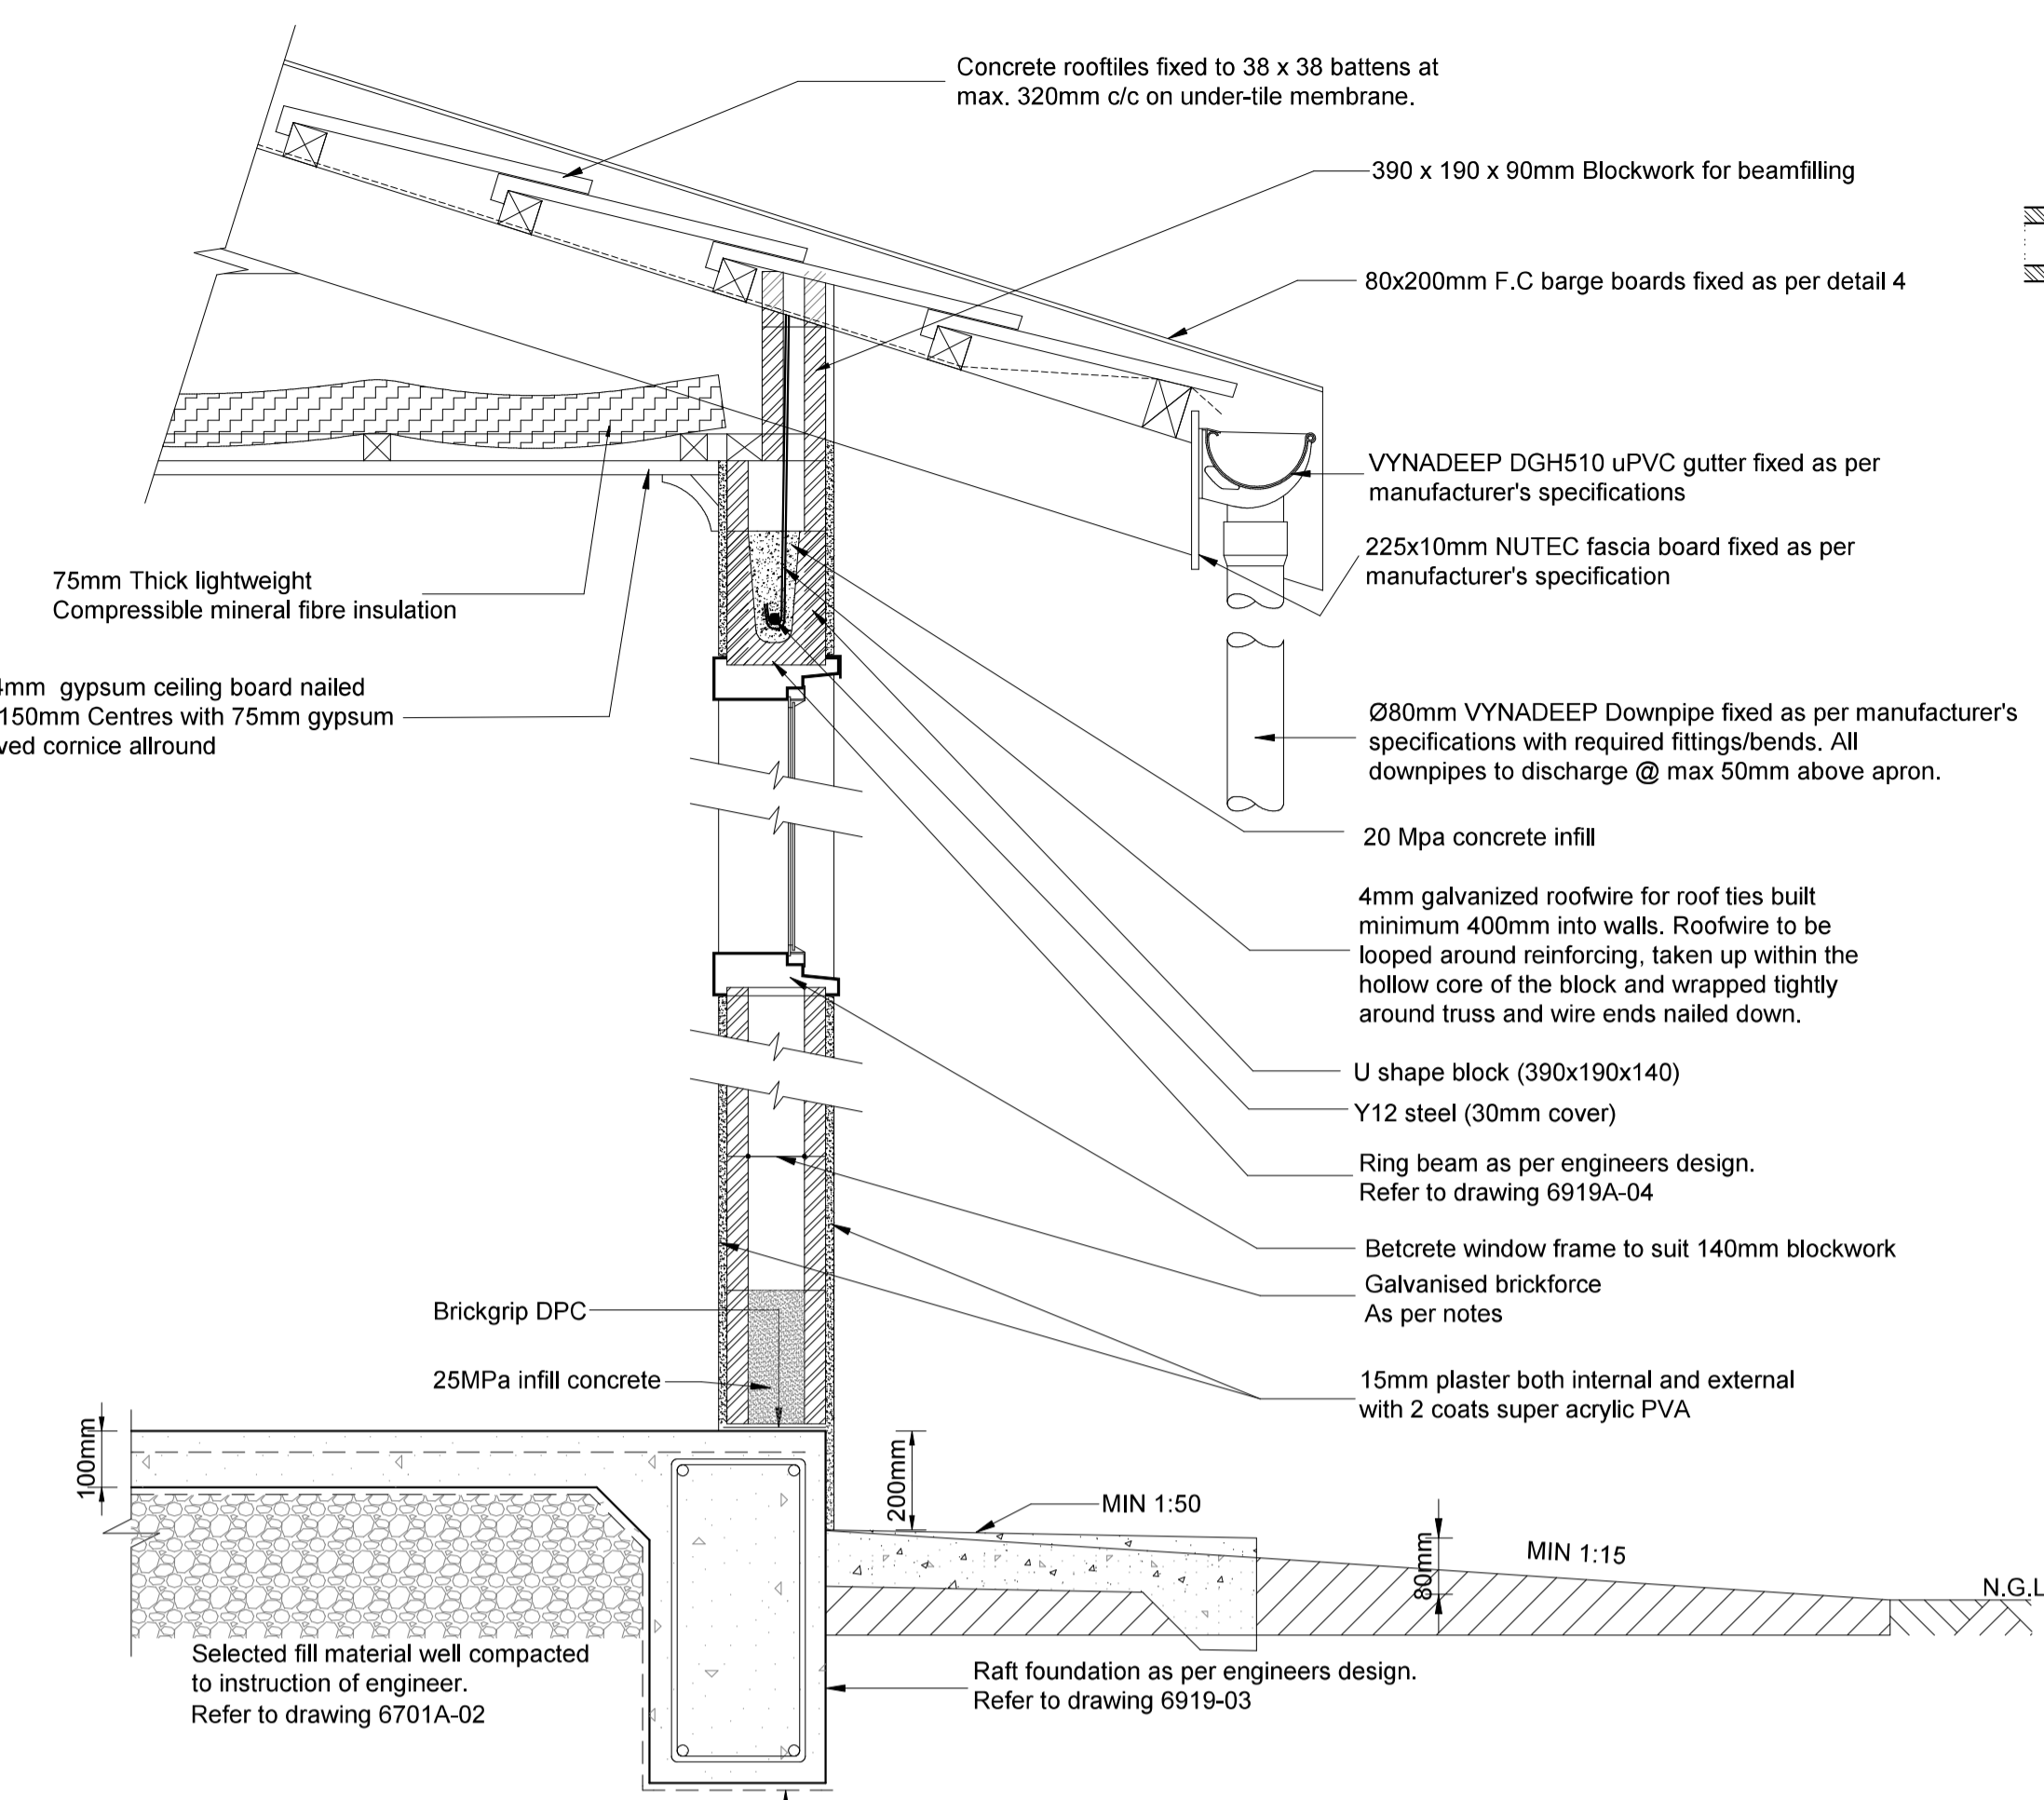 Concrete rooftiles fixed to 38 x 38 battens at
max. 320mm c/c on under-tile membrane.
390 x 190 x 90mm Blockwork for beamfilling
80x200mm F.C barge boards fixed as per detail 4
VYNADEEP DGH510 uPVC gutter fixed as per
manufacturer's specifications
225x10mm NUTEC fascia board fixed as per
manufacturer's specification
75mm Thick lightweight
Compressible mineral fibre insulation
4mm gypsum ceiling board nailed
150mm Centres with 75mm gypsum
ved cornice allround
Ø80mm VYNADEEP Downpipe fixed as per manufacturer's
specifications with required fittings/bends. All
downpipes to discharge @ max 50mm above apron.
20 Mpa concrete infill
4mm galvanized roofwire for roof ties built
minimum 400mm into walls. Roofwire to be
looped around reinforcing, taken up within the
hollow core of the block and wrapped tightly
around truss and wire ends nailed down.
U shape block (390x190x140)
Y12 steel (30mm cover)
Ring beam as per engineers design.
Refer to drawing 6919A-04
Betcrete window frame to suit 140mm blockwork
Galvanised brickforce
As per notes
Brickgrip DPC
25MPa infill concrete
15mm plaster both internal and external
with 2 coats super acrylic PVA
100mm
200mm
MIN 1:50
80mm
MIN 1:15
N.G.L
Selected fill material well compacted
to instruction of engineer.
Refer to drawing 6701A-02
Raft foundation as per engineers design.
Refer to drawing 6919-03